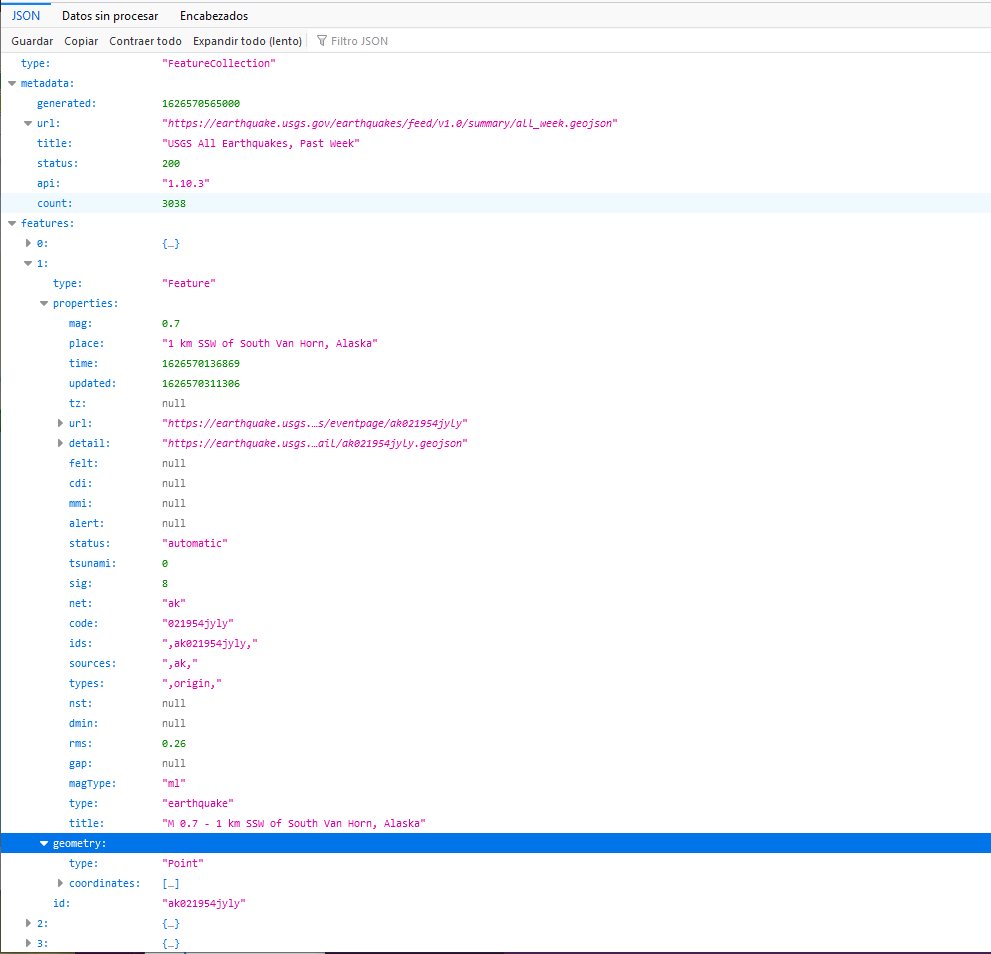 JSON Datos sin procesar Encabezados
Guardar Copiar Contraer todo Expandir todo (lento) Filtro JSON
type: "FeatureCollection"
metadata:
generated: 1626570565000
url: "https://earthquake.usgs.gov/earthquakes/feed/v1.0/summary/all_week.geojson"
title: "USGS All Earthquakes, Past Week"
status: 200
api: "1.10.3"
count: 3038
features:
0: {…}
1:
type: "Feature"
properties:
mag: 0.7
place: "1 km SSW of South Van Horn, Alaska"
time: 1626570136869
updated: 1626570311306
tz: null
url: "https://earthquake.usgs.…s/eventpage/ak021954jyly"
detail: "https://earthquake.usgs.…ail/ak021954jyly.geojson"
felt: null
cdi: null
mmi: null
alert: null
status: "automatic"
tsunami: 0
sig: 8
net: "ak"
code: "021954jyly"
ids: ",ak021954jyly,"
sources: ",ak,"
types: ",origin,"
nst: null
dmin: null
rms: 0.26
gap: null
magType: "ml"
type: "earthquake"
title: "M 0.7 - 1 km SSW of South Van Horn, Alaska"
geometry:
type: "Point"
coordinates: […]
id: "ak021954jyly"
2: {…}
3: {…}